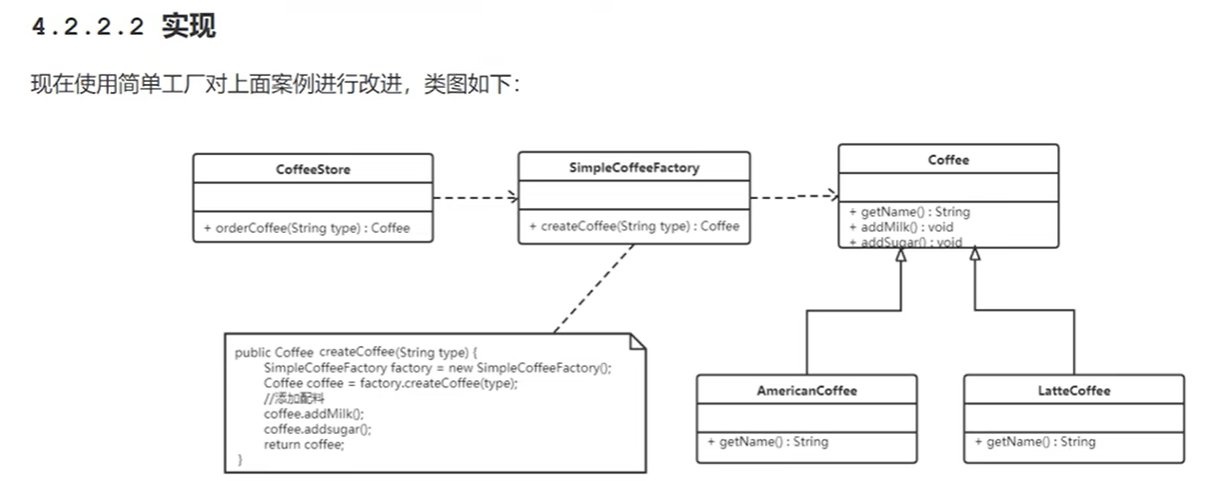 4.2.2.2 实现
现在使用简单工厂对上面案例进行改进，类图如下：
CoffeeStore
+ orderCoffee(String type) : Coffee
SimpleCoffeeFactory
+ createCoffee(String type) : Coffee
Coffee
+ getName() : String
+ addMilk() : void
+ addSugar() : void
public Coffee createCoffee(String type) {
SimpleCoffeeFactory factory = new SimpleCoffeeFactory();
Coffee coffee = factory.createCoffee(type);
//添加配料
coffee.addMilk();
coffee.addsugar();
return coffee;
}
AmericanCoffee
+ getName() : String
LatteCoffee
+ getName() : String